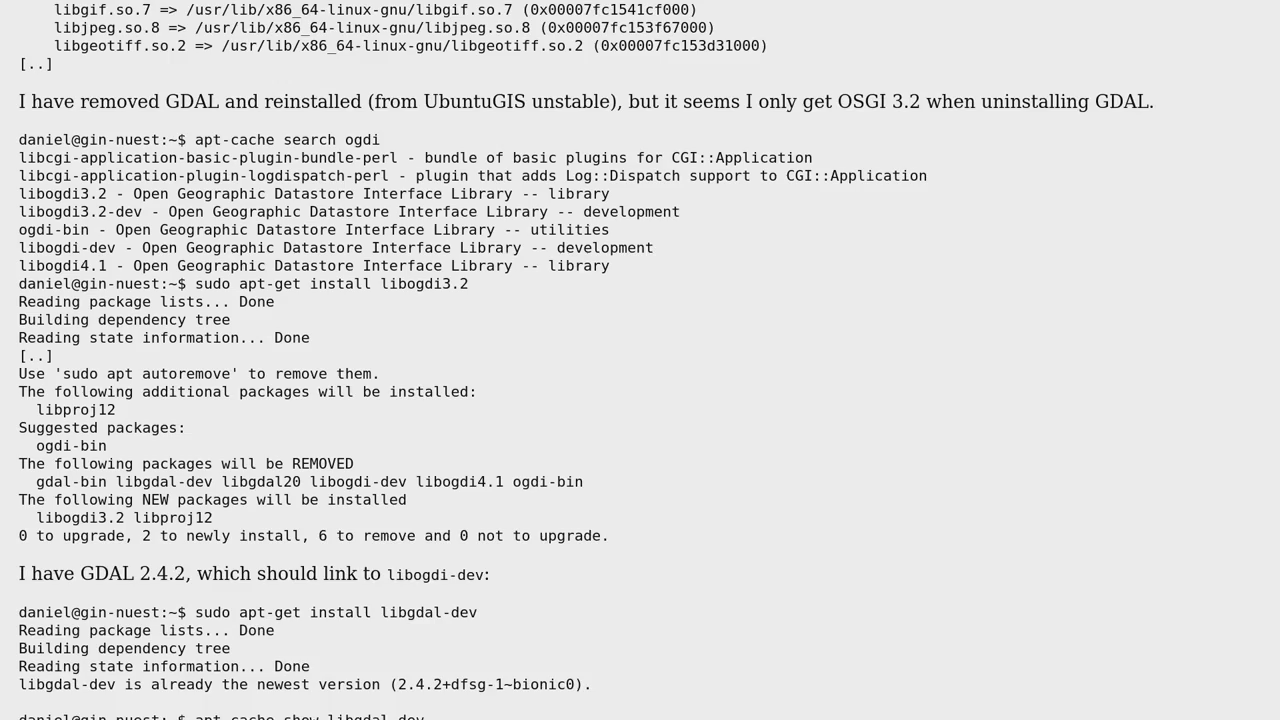 libgif.so.7 => /usr/lib/x86_64-linux-gnu/libgif.so.7 (0x00007fc1541cf000)
libjpeg.so.8 => /usr/lib/x86_64-linux-gnu/libjpeg.so.8 (0x00007fc153f67000)
libgeotiff.so.2 => /usr/lib/x86_64-linux-gnu/libgeotiff.so.2 (0x00007fc153d31000)
[..]
I have removed GDAL and reinstalled (from UbuntuGIS unstable), but it seems I only get OSGI 3.2 when uninstalling GDAL.
daniel@gin-nuest:~$ apt-cache search ogdi
libcgi-application-basic-plugin-bundle-perl - bundle of basic plugins for CGI::Application
libcgi-application-plugin-logdispatch-perl - plugin that adds Log::Dispatch support to CGI::Application
libogdi3.2 - Open Geographic Datastore Interface Library -- library
libogdi3.2-dev - Open Geographic Datastore Interface Library -- development
ogdi-bin - Open Geographic Datastore Interface Library -- utilities
libogdi-dev - Open Geographic Datastore Interface Library -- development
libogdi4.1 - Open Geographic Datastore Interface Library -- library
daniel@gin-nuest:~$ sudo apt-get install libogdi3.2
Reading package lists... Done
Building dependency tree
Reading state information... Done
[..]
Use 'sudo apt autoremove' to remove them.
The following additional packages will be installed:
libproj12
Suggested packages:
ogdi-bin
The following packages will be REMOVED
gdal-bin libgdal-dev libgdal20 libogdi-dev libogdi4.1 ogdi-bin
The following NEW packages will be installed
libogdi3.2 libproj12
0 to upgrade, 2 to newly install, 6 to remove and 0 not to upgrade.
I have GDAL 2.4.2, which should link to libogdi-dev:
daniel@gin-nuest:~$ sudo apt-get install libgdal-dev
Reading package lists... Done
Building dependency tree
Reading state information... Done
libgdal-dev is already the newest version (2.4.2+dfsg-1~bionic0).
daniel@gin-nuest:~$ apt-cache show libgdal-dev